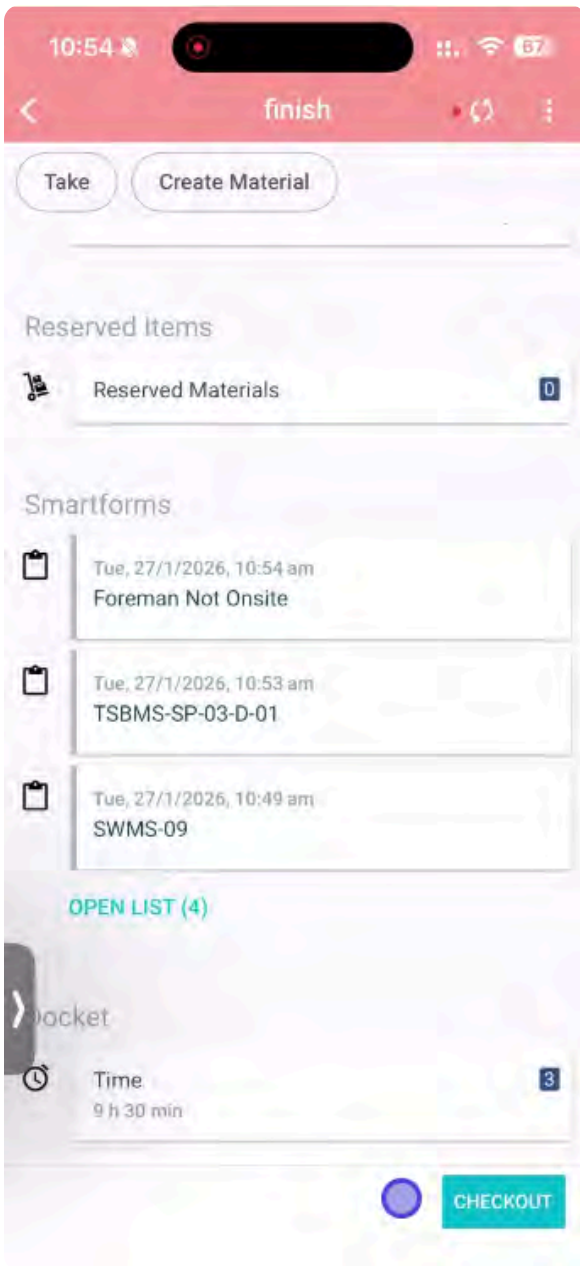 10:54
67
finish
Take
Create Material
Reserved Items
Reserved Materials
0
Smartforms
Tue, 27/1/2026, 10:54 am
Foreman Not Onsite
Tue, 27/1/2026, 10:53 am
TSBMS-SP-03-D-01
Tue, 27/1/2026, 10:49 am
SWMS-09
OPEN LIST (4)
ocket
Time
3
9 h 30 min
CHECKOUT